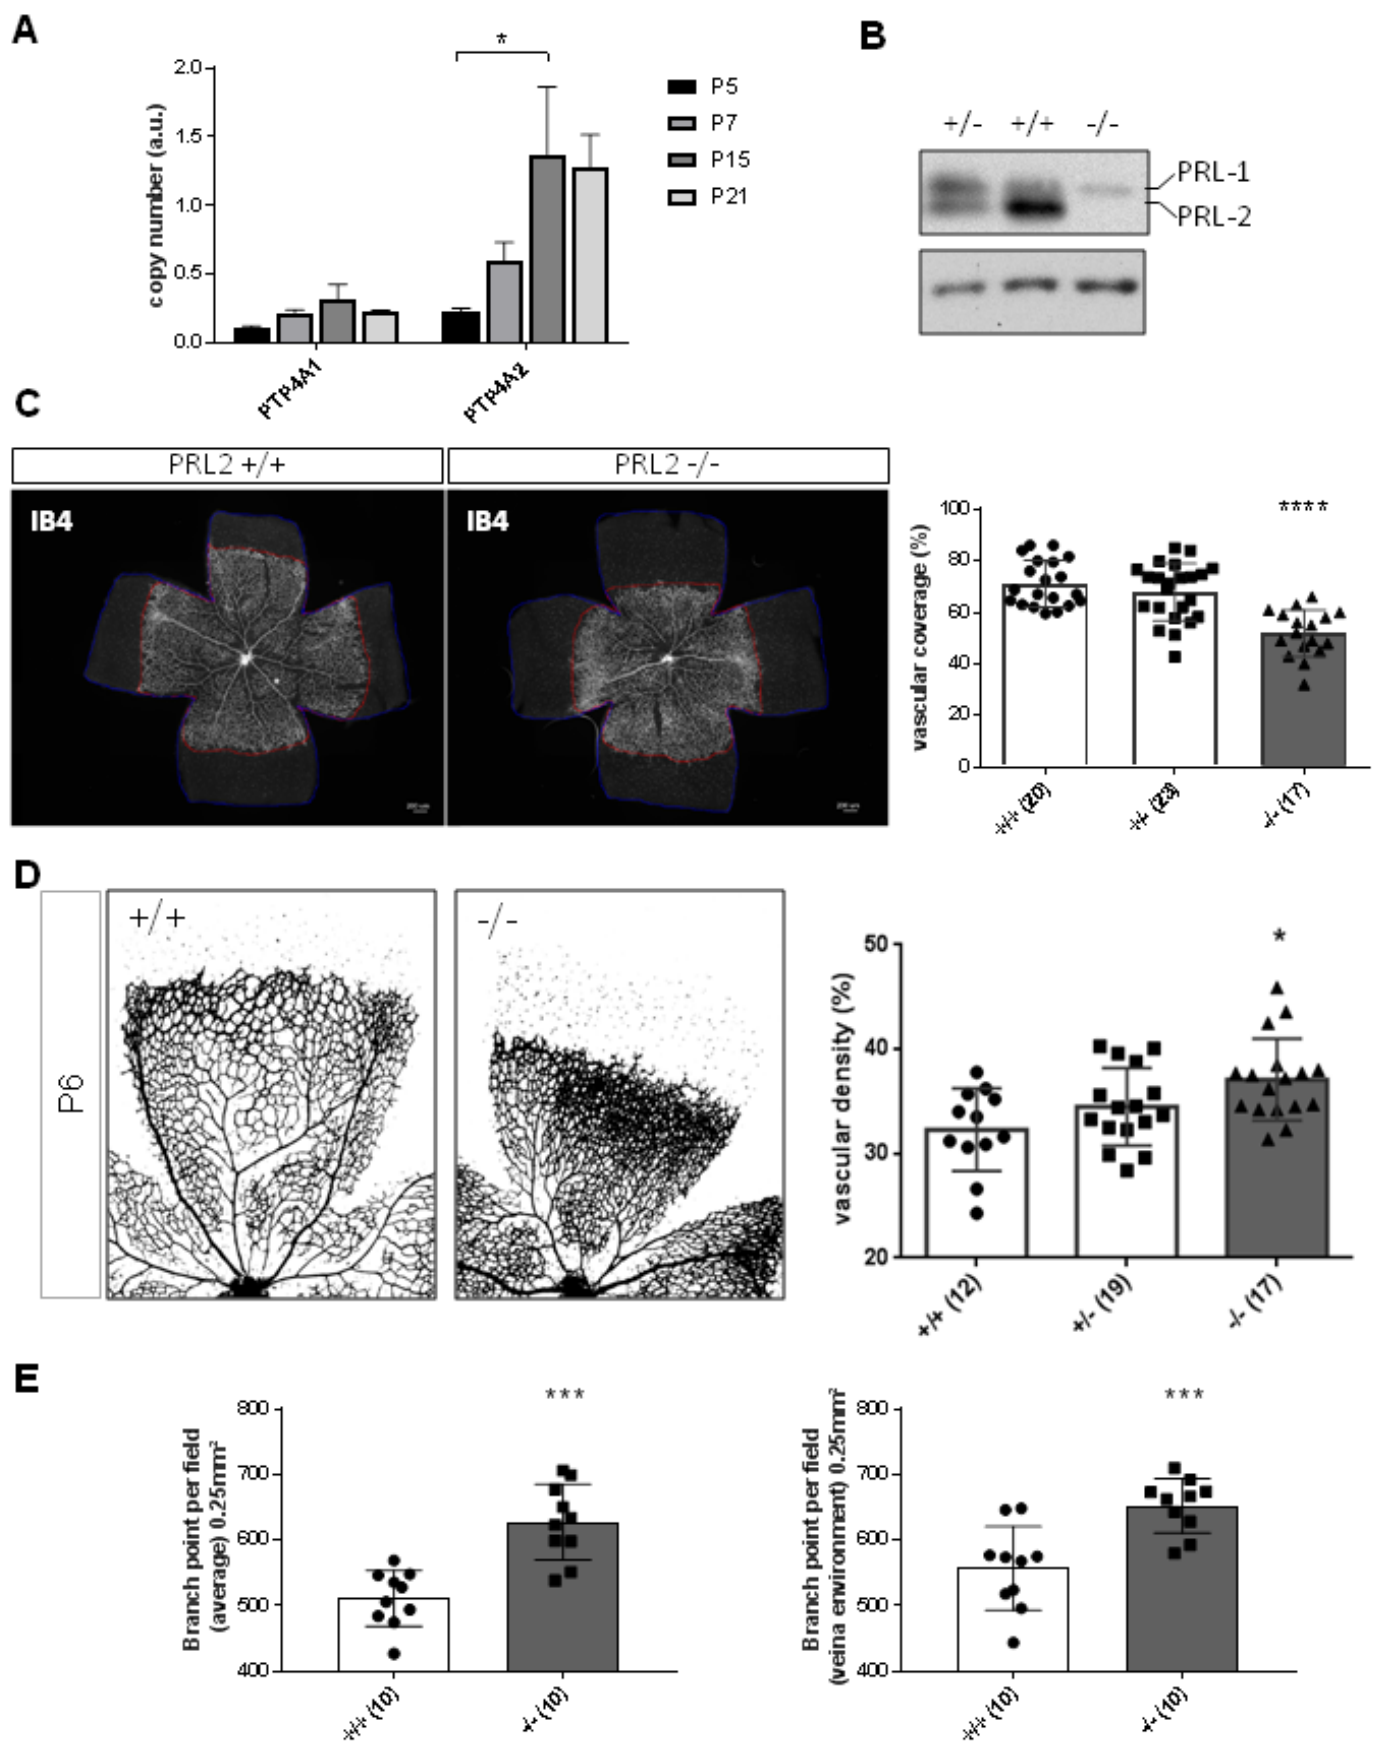 A
B
*
2.0
1.5
1.0
0.5
0.0
copy number (a.u.)
P5
P7
P15
P21
PTP4A1
PTP4A2
+/- +/+ -/-
PRL-1
PRL-2
C
PRL2 +/+
PRL2 -/-
IB4
IB4
****
100
80
60
40
20
0
vascular coverage (%)
+/+ (20)
+/- (23)
-/- (17)
D
P6
+/+
-/-
*
50
40
30
20
vascular density (%)
+/+ (12)
+/- (19)
-/- (17)
E
***
800
700
600
500
400
Branch point per field
(average) 0.25mm²
+/+ (10)
-/- (10)
***
800
700
600
500
400
Branch point per field
(veina environment) 0.25mm²
+/+ (10)
-/- (10)